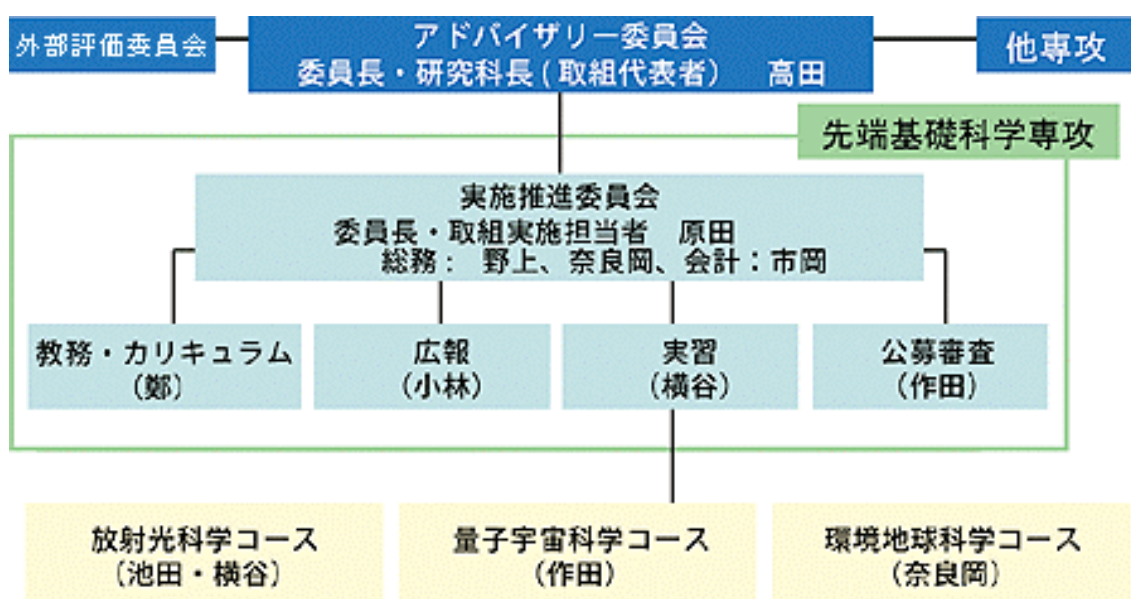 外部評価委員会
アドバイザリー委員会
委員長・研究科長(取組代表者) 高田
他専攻
先端基礎科学専攻
実施推進委員会
委員長・取組実施担当者 原田
総務: 野上、奈良岡、会計:市岡
教務・カリキュラム
(鄭)
広報
(小林)
実習
(横谷)
公募審査
(作田)
放射光科学コース
(池田・横谷)
量子宇宙科学コース
(作田)
環境地球科学コース
(奈良岡)